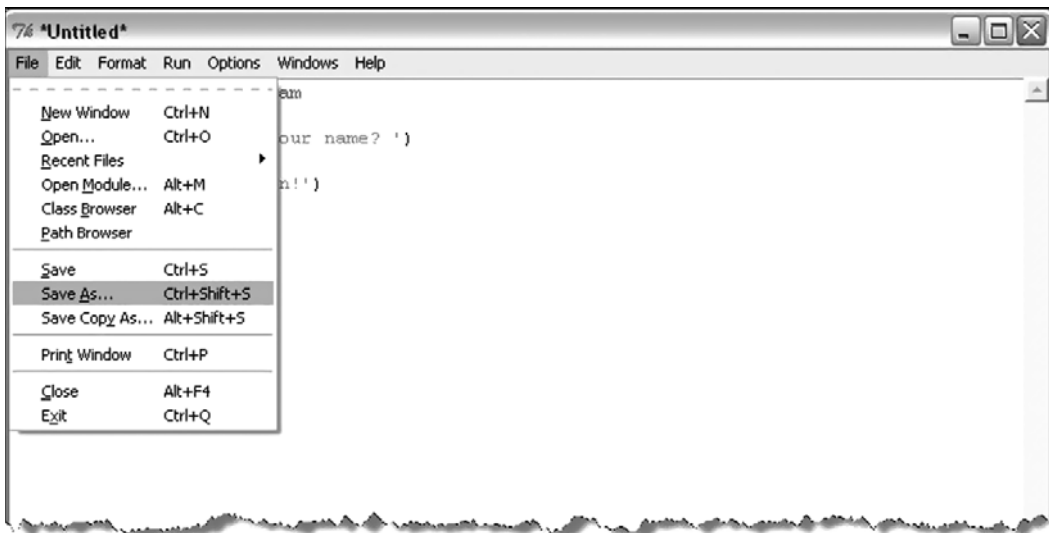 *Untitled*
File Edit Format Run Options Windows Help
am
New Window Ctrl+N
Open... Ctrl+O
our name? ')
Recent Files
Open Module... Alt+M
n!')
Class Browser Alt+C
Path Browser
Save Ctrl+S
Save As... Ctrl+Shift+S
Save Copy As... Alt+Shift+S
Print Window Ctrl+P
Close Alt+F4
Exit Ctrl+Q